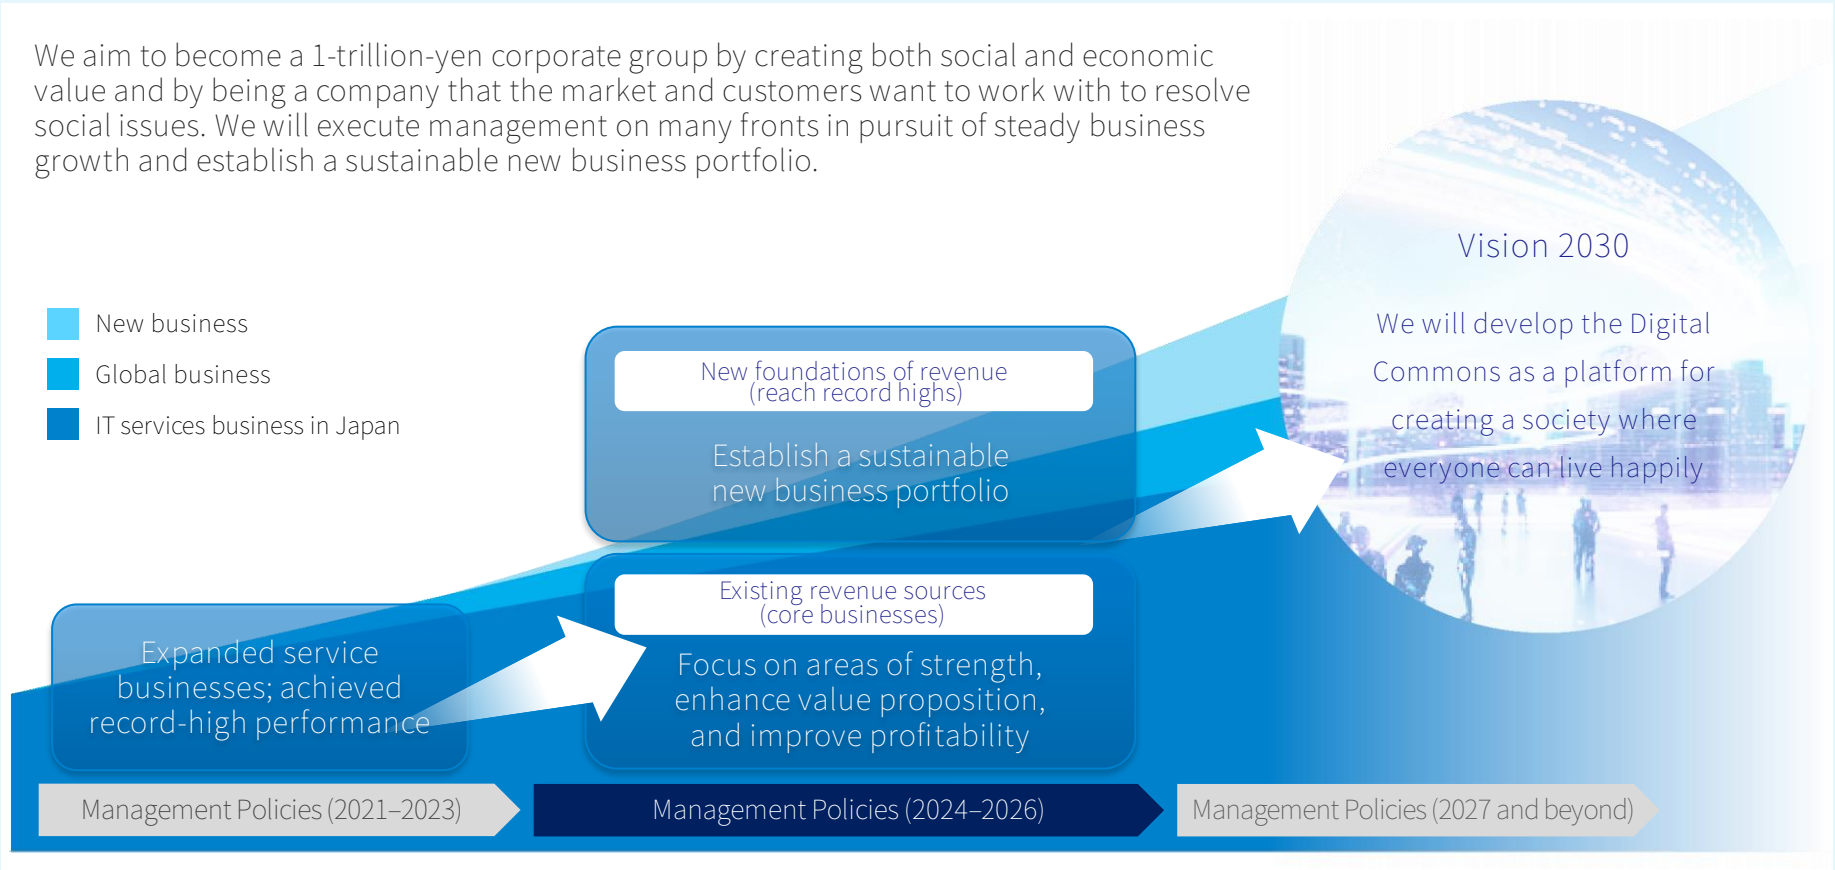 We aim to become a 1-trillion-yen corporate group by creating both social and economic
value and by being a company that the market and customers want to work with to resolve
social issues. We will execute management on many fronts in pursuit of steady business
growth and establish a sustainable new business portfolio.
Vision 2030
We will develop the Digital
Commons as a platform for
creating a society where
everyone can live happily
New business
Global business
IT services business in Japan
New foundations of revenue
(reach record highs)
Establish a sustainable
new business portfolio
Existing revenue sources
(core businesses)
Focus on areas of strength,
enhance value proposition,
and improve profitability
Expanded service
businesses; achieved
record-high performance
Management Policies (2021–2023)
Management Policies (2024–2026)
Management Policies (2027 and beyond)